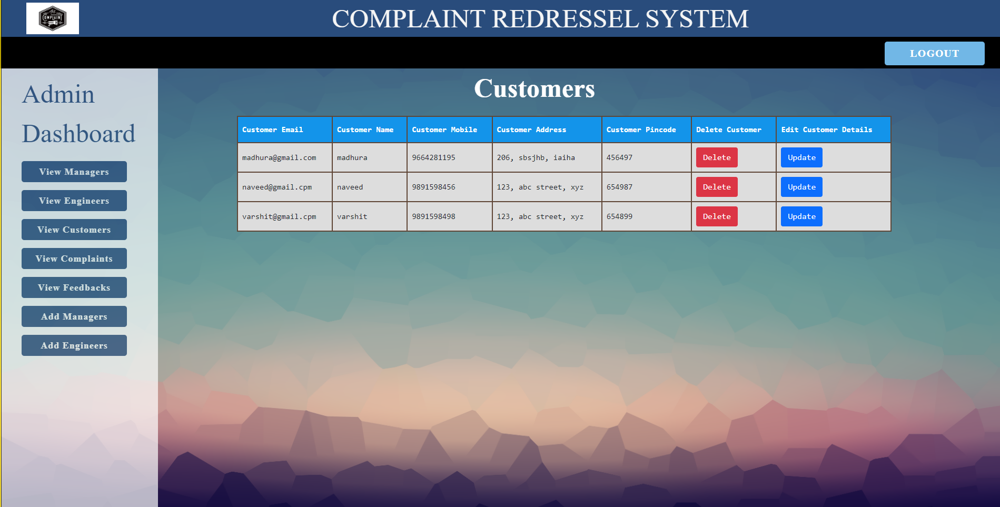 THE
COMPLAINT
COMPLAINT REDRESSEL SYSTEM
LOGOUT
Admin
Dashboard
View Managers
View Engineers
View Customers
View Complaints
View Feedbacks
Add Managers
Add Engineers
Customers
Customer Email Customer Name Customer Mobile Customer Address Customer Pincode Delete Customer Edit Customer Details
madhura@gmail.com madhura 9664281195 206, sbsjhb, iaiha 456497 Delete Update
naveed@gmail.cpm naveed 9891598456 123, abc street, xyz 654987 Delete Update
varshit@gmail.cpm varshit 9891598498 123, abc street, xyz 654899 Delete Update